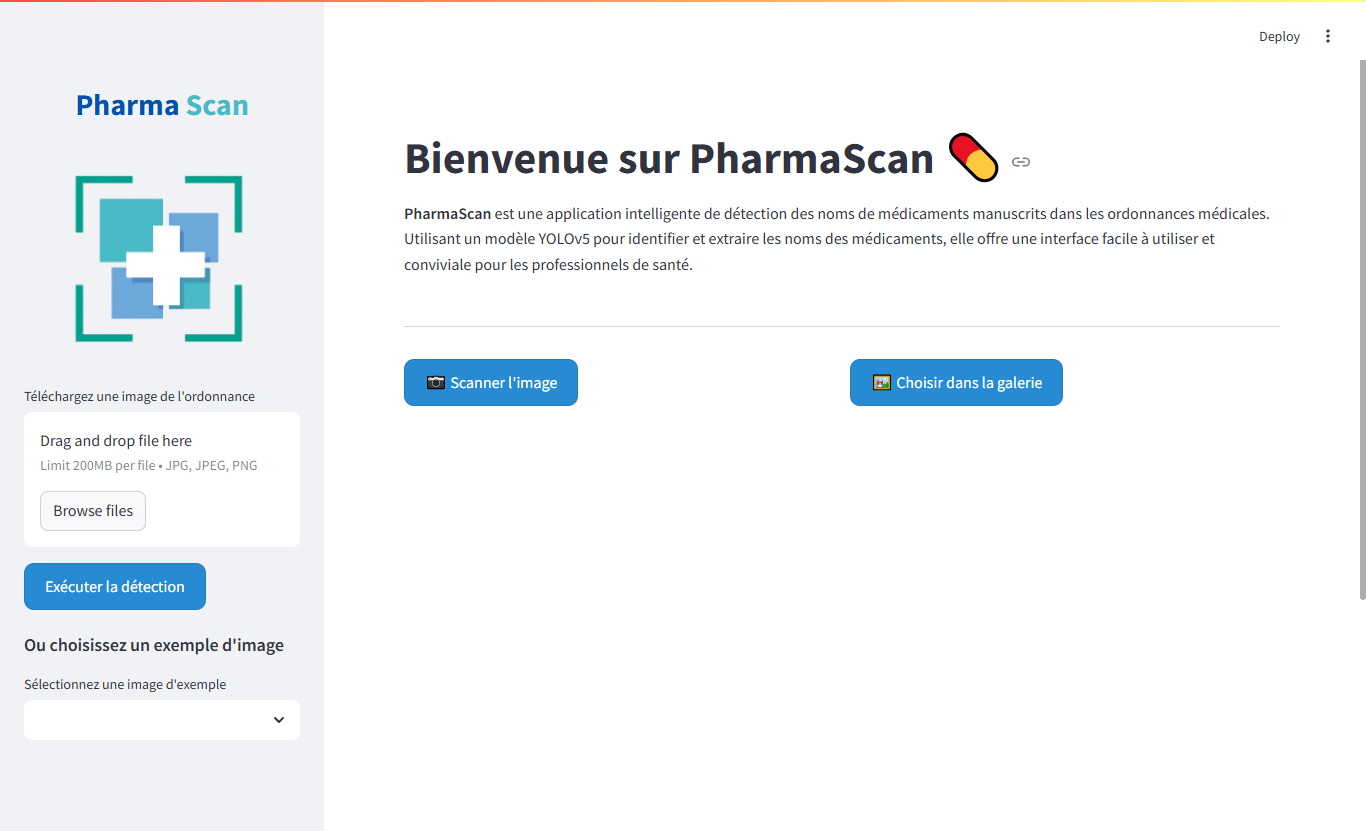 Pharma Scan
Téléchargez une image de l'ordonnance
Drag and drop file here
Limit 200MB per file • JPG, JPEG, PNG
Browse files
Exécuter la détection
Ou choisissez un exemple d'image
Sélectionnez une image d'exemple
Deploy
Bienvenue sur PharmaScan
PharmaScan est une application intelligente de détection des noms de médicaments manuscrits dans les ordonnances médicales.
Utilisant un modèle YOLOv5 pour identifier et extraire les noms des médicaments, elle offre une interface facile à utiliser et
conviviale pour les professionnels de santé.
Scanner l'image
Choisir dans la galerie